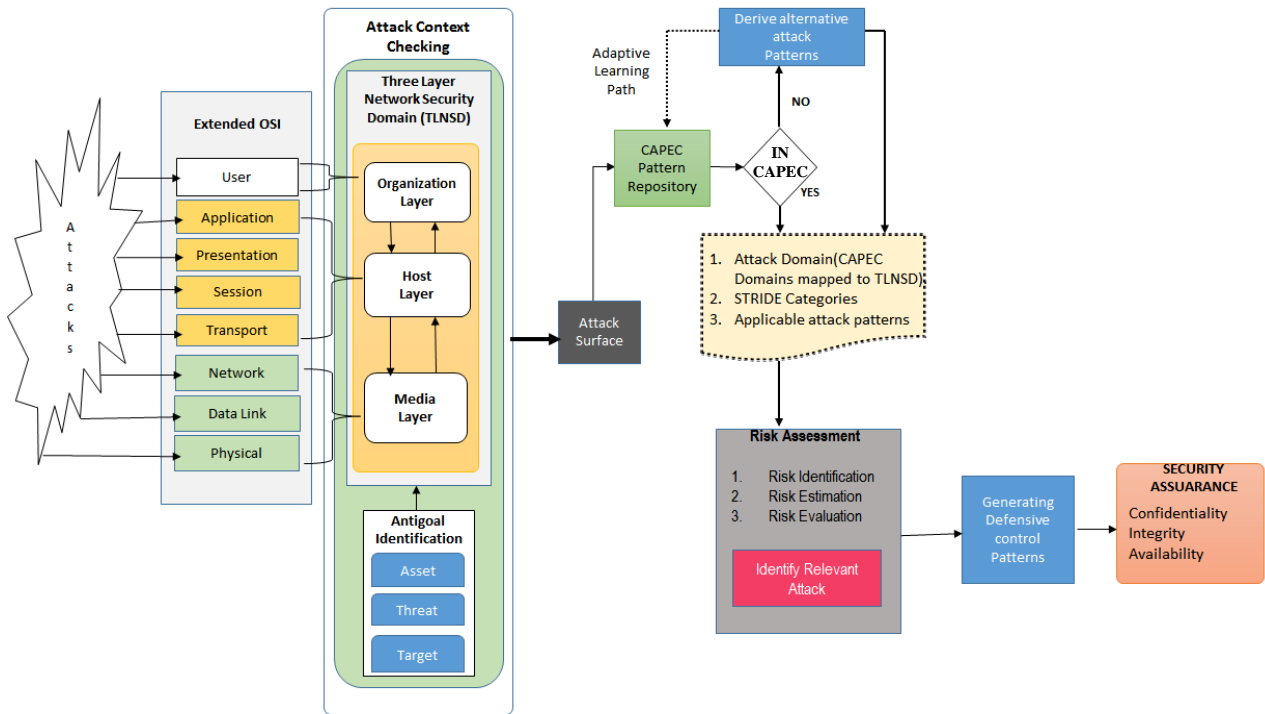 Attacks
Extended OSI
User
Application
Presentation
Session
Transport
Network
Data Link
Physical
Attack Context
Checking
Three Layer
Network Security
Domain (TLNSD)
Organization
Layer
Host
Layer
Media
Layer
Antigoal
Identification
Asset
Threat
Target
Attack
Surface
Adaptive
Learning
Path
CAPEC
Pattern
Repository
Derive alternative
attack
Patterns
NO
IN
CAPEC
YES
1. Attack Domain(CAPEC
Domains mapped to TLNSD)
2. STRIDE Categories
3. Applicable attack patterns
Risk Assessment
1. Risk Identification
2. Risk Estimation
3. Risk Evaluation
Identify Relevant
Attack
Generating
Defensive
control
Patterns
SECURITY
ASSUARANCE
Confidentiality
Integrity
Availability